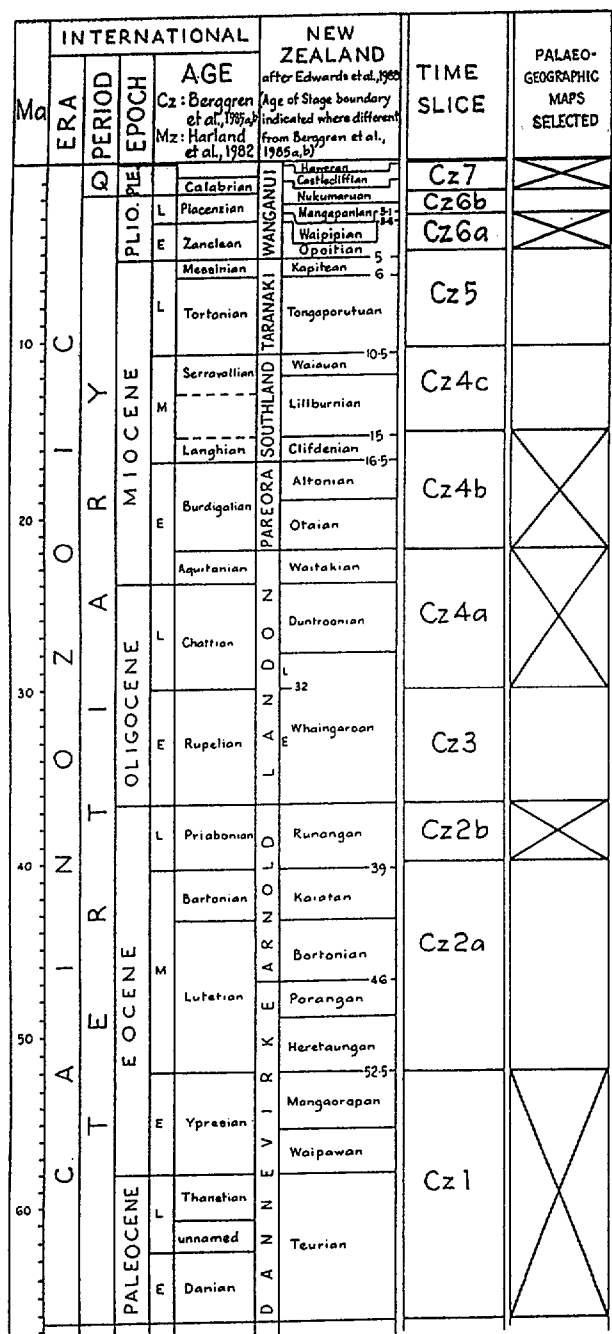 Ma
ERA
PERIOD
EPOCH
INTERNATIONAL
AGE
Cz: Berggren
et al., 1985a,b
Mz: Harland
et al., 1982
NEW
ZEALAND
after Edwards et al., 1988
(Age of Stage boundary
indicated where different
from Berggren et al.,
1985a,b)
TIME
SLICE
PALAEO-
GEOGRAPHIC
MAPS
SELECTED
10
20
30
40
50
60
CAINOZOIC
Q
TERTIARY
PLE.
PLIO.
MIOCENE
OLIGOCENE
EOCENE
PALEOCENE
L
E
L
M
E
L
E
L
M
E
L
E
Calabrian
Piacenzian
Zanclean
Messinian
Tortonian
Serravallian
Langhian
Burdigalian
Aquitanian
Chattian
Rupelian
Priabonian
Bartonian
Lutetian
Ypresian
Thanetian
unnamed
Danian
WANGANUI
TARANAKI
SOUTHLAND
PAREORA
LANDON
ARNOLD
DANNEVIRKE
Haweran
Castlecliffian
Nukumaruan
Mangapanian 3·1
Waipipian
Opoitian
5
Kapitean
6
Tongaporutuan
10·5
Waiauan
Lillburnian
15
Clifdenian
16·5
Altonian
Otaian
Waitakian
Duntroonian
L
32
Whaingaroan
E
Runangan
39
Kaiatan
Bortonian
46
Porangan
Heretaungan
52·5
Mangaorapan
Waipawan
Teurian
Cz7
Cz6b
Cz6a
Cz5
Cz4c
Cz4b
Cz4a
Cz3
Cz2b
Cz2a
Cz1